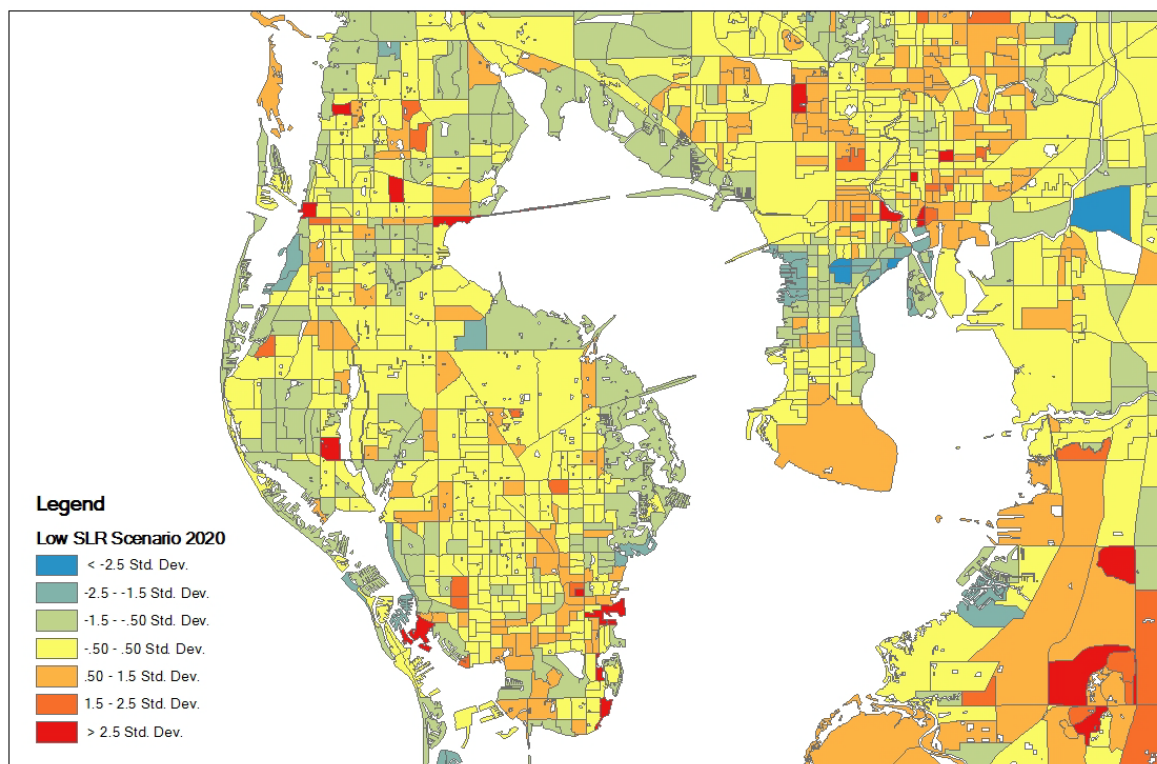 Legend
Low SLR Scenario 2020
< -2.5 Std. Dev.
-2.5 - -1.5 Std. Dev.
-1.5 - -.50 Std. Dev.
-.50 - .50 Std. Dev.
.50 - 1.5 Std. Dev.
1.5 - 2.5 Std. Dev.
> 2.5 Std. Dev.